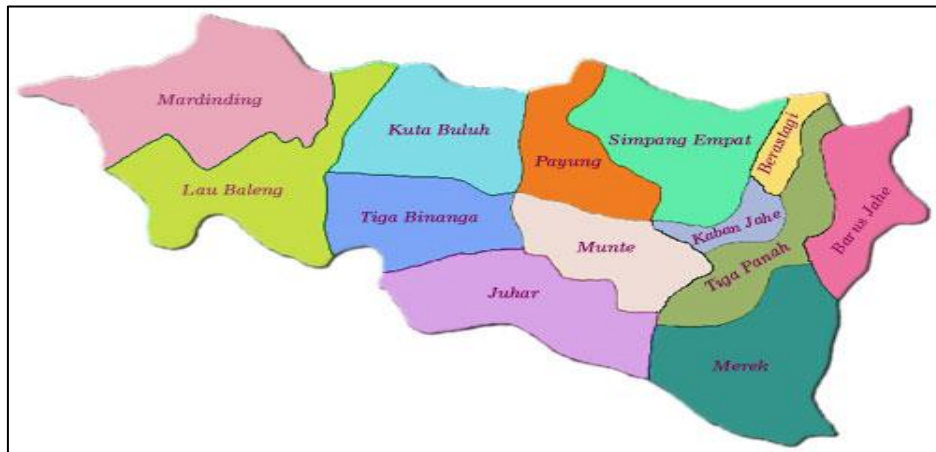 Mardinding
Kuta Buluh
Payung
Simpang Empat
Berastagi
Lau Baleng
Tiga Binanga
Munte
Kaban Jahe
Tiga Panah
Barus Jahe
Juhar
Merek